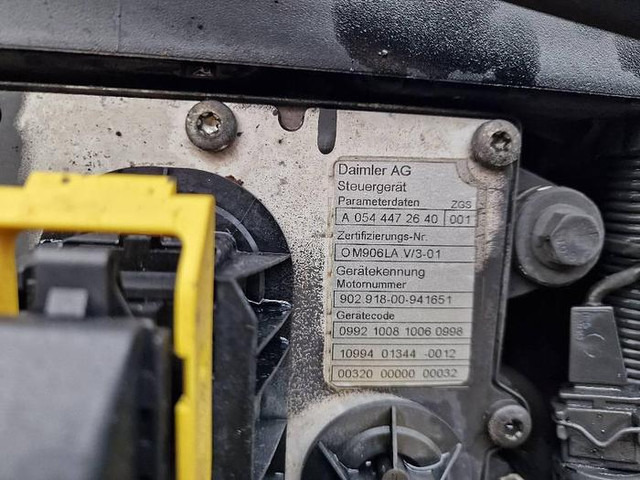 Daimler AG
Steuergerät
Parameterdaten ZGS
A 054 447 26 40 001
Zertifizierungs-Nr.
OM906LA V/3-01
Gerätekennung
Motornummer
902.918-00-941651
Gerätecode
0992 1008 1006 0998
10994 01344 -0012
00320 00000 00032